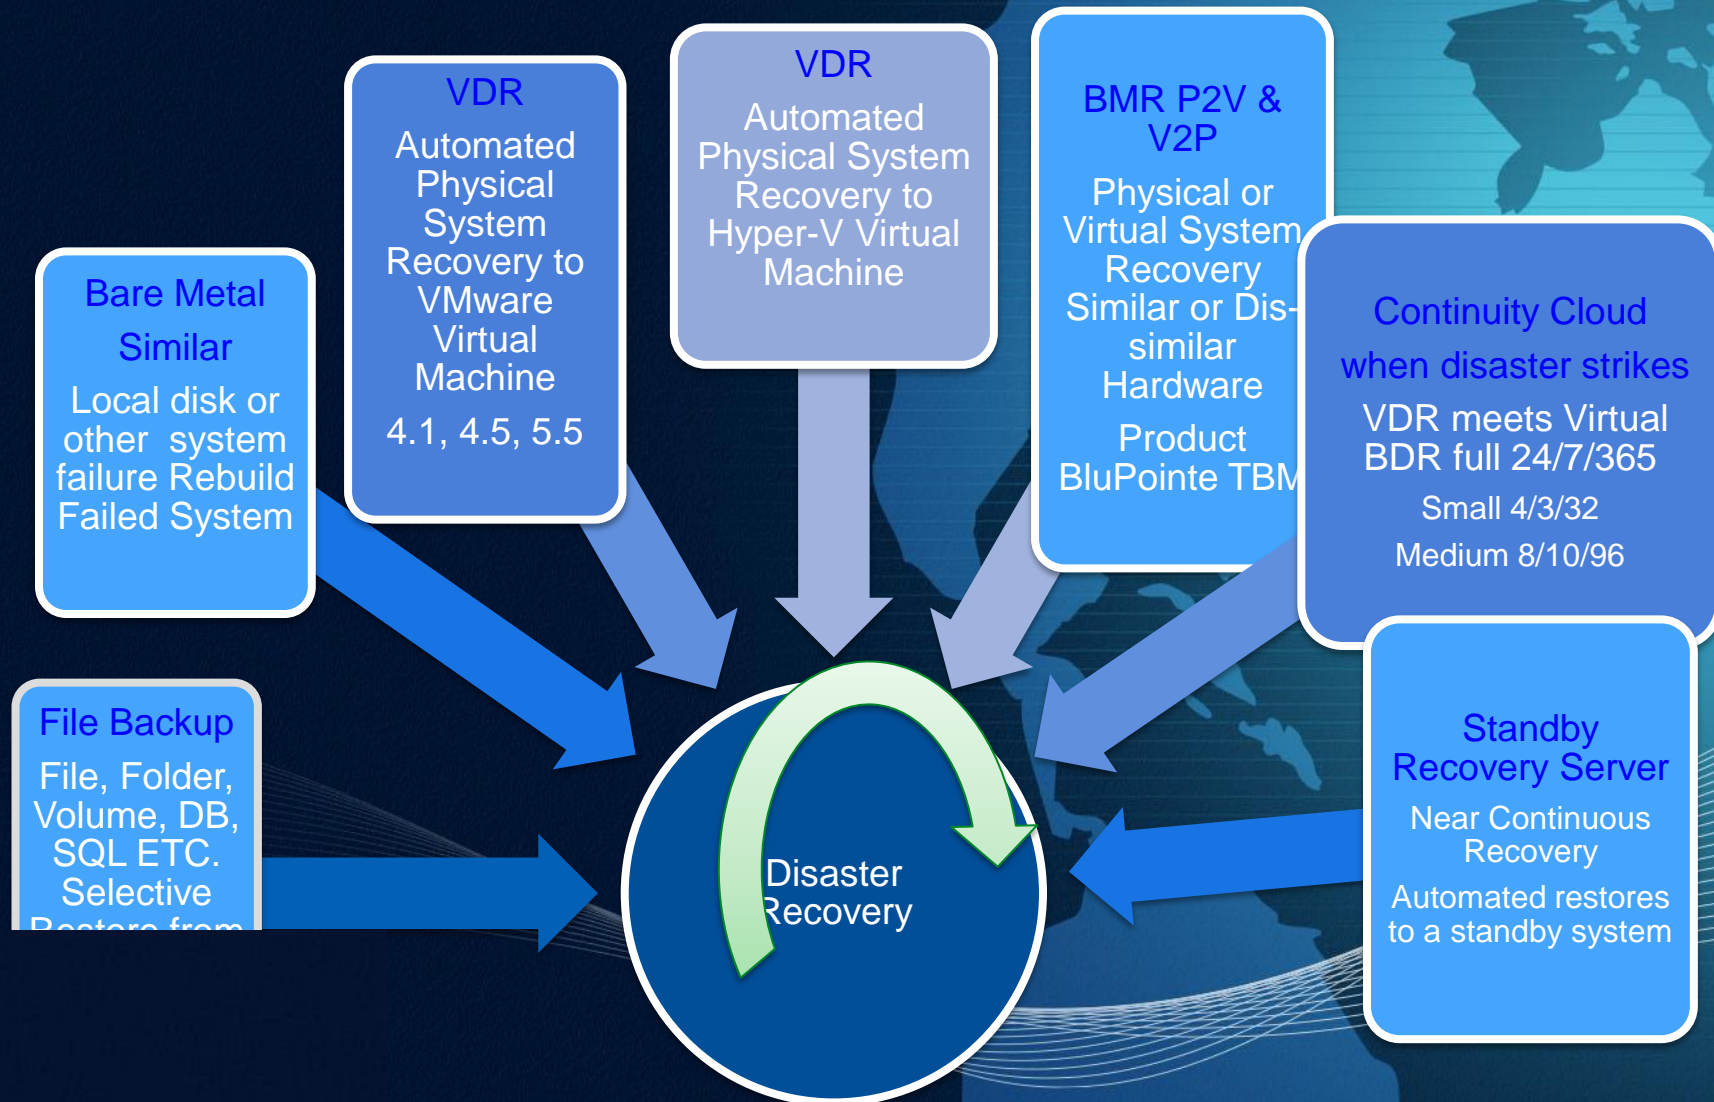 File Backup
File, Folder,
Volume, DB,
SQL ETC.
Selective
Restore from
Bare Metal
Similar
Local disk or
other system
failure Rebuild
Failed System
VDR
Automated
Physical
System
Recovery to
VMware
Virtual
Machine
4.1, 4.5, 5.5
VDR
Automated
Physical System
Recovery to
Hyper-V Virtual
Machine
BMR P2V &
V2P
Physical or
Virtual System
Recovery
Similar or Dis-
similar
Hardware
Product
BluPointe TBM
Continuity Cloud
when disaster strikes
VDR meets Virtual
BDR full 24/7/365
Small 4/3/32
Medium 8/10/96
Standby
Recovery Server
Near Continuous
Recovery
Automated restores
to a standby system
Disaster
Recovery